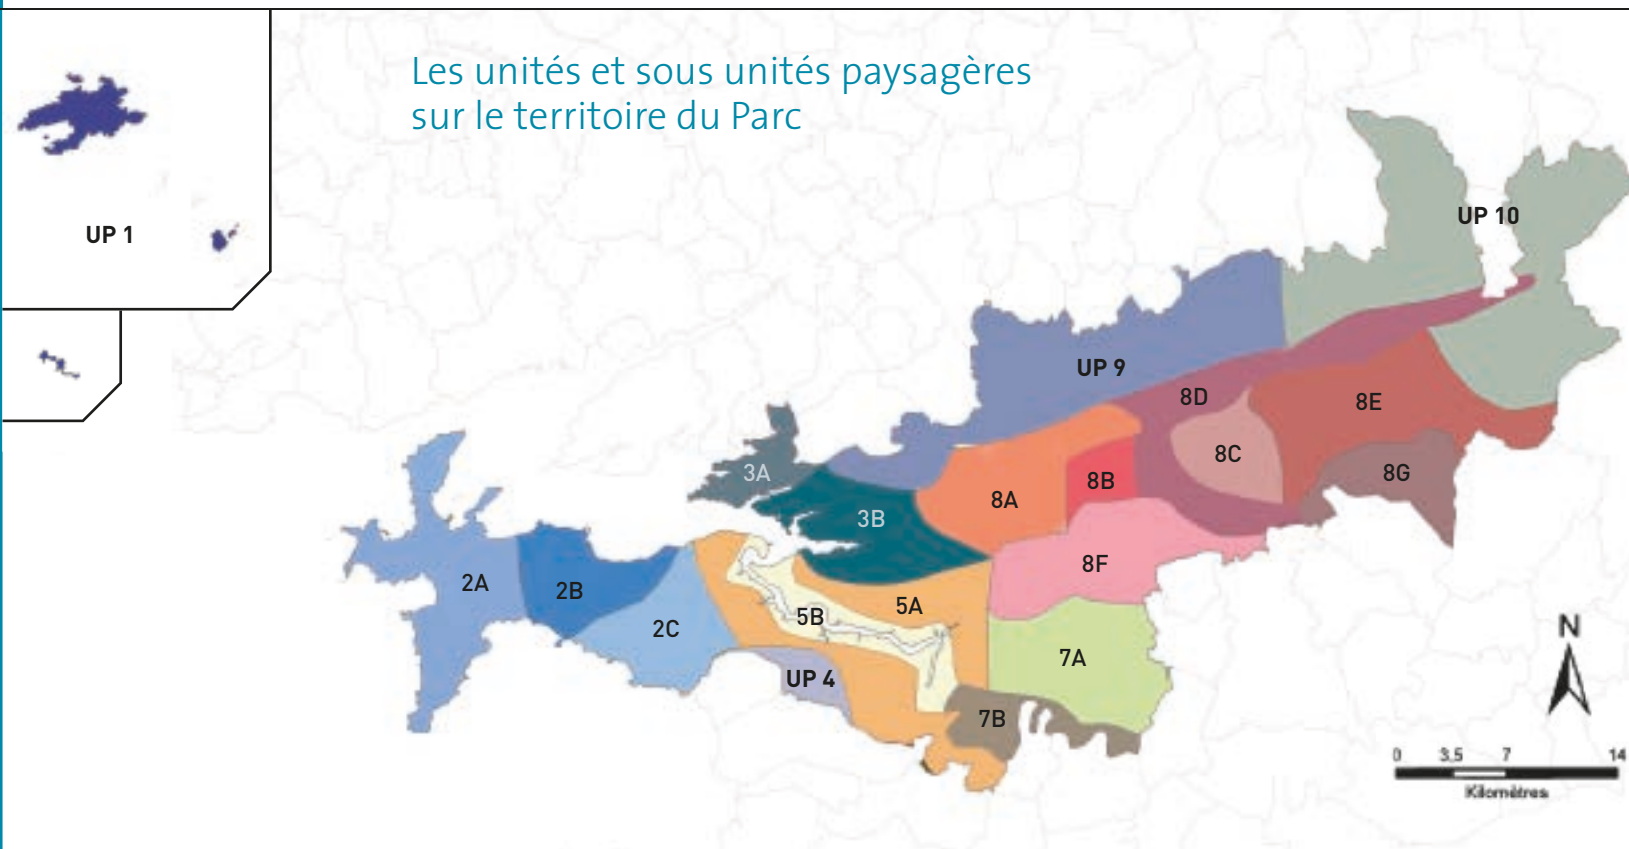 Les unités et sous unités paysagères
sur le territoire du Parc
UP 1
UP 10
UP 9
8D
8E
8C
8G
3A
8B
8A
3B
8F
2A
2B
5A
5B
2C
7A
UP 4
7B
N
0 3,5 7 14
Kilomètres